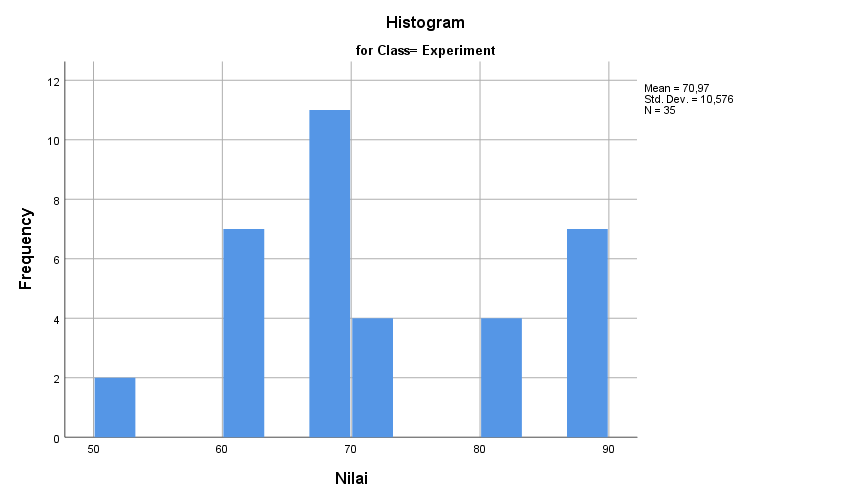 Histogram
for Class= Experiment
Mean = 70,97
Std. Dev. = 10,576
N = 35
Frequency
12
10
8
6
4
2
0
50 60 70 80 90
Nilai